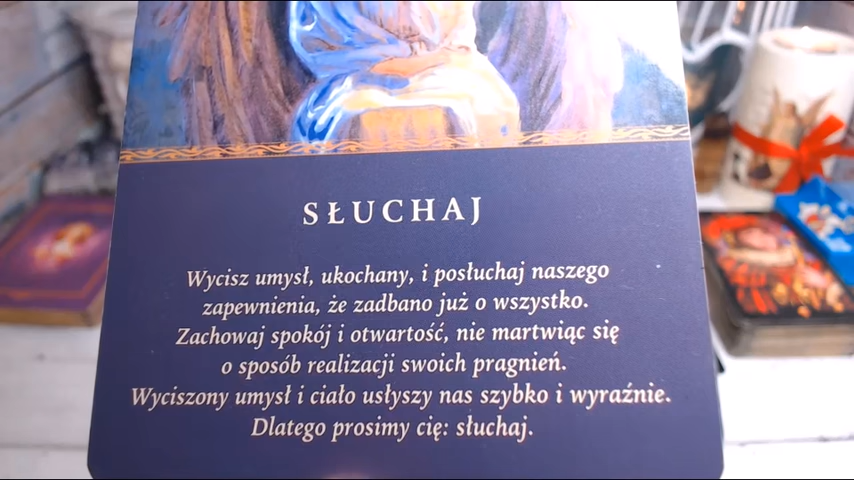 SŁUCHAJ
Wycisz umysł, ukochany, i posłuchaj naszego
zapewnienia, że zadbano już o wszystko.
Zachowaj spokój i otwartość, nie martwiąc się
o sposób realizacji swoich pragnień.
Wyciszony umysł i ciało usłyszy nas szybko i wyraźnie.
Dlatego prosimy cię: słuchaj.